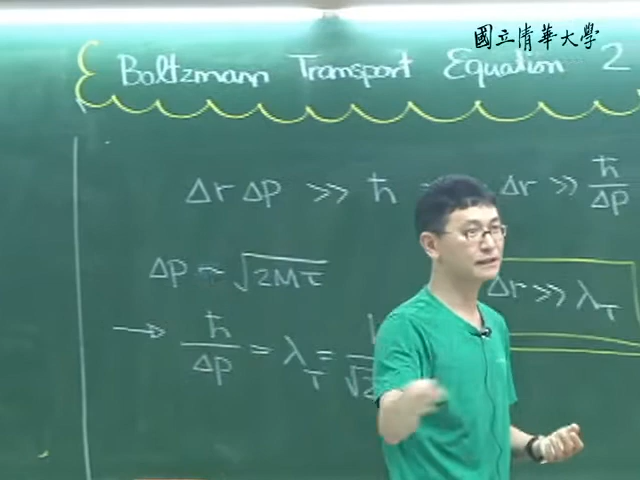 國立清華大學
Boltzmann Transport Equation 2
Δr Δp >> ħ Δr >> ħ/Δp
Δp ~ √2Mτ
Δr >> λ_T
→ ħ/Δp = λ_T =